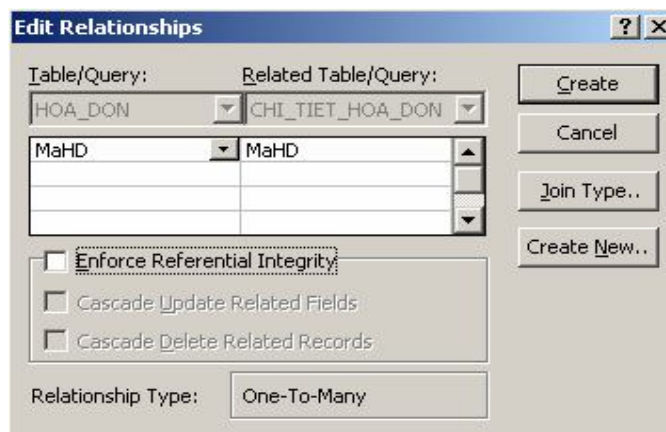 Edit Relationships
Table/Query: Related Table/Query:
HOA_DON CHI_TIET_HOA_DON
MaHD MaHD
Create
Cancel
Join Type..
Create New..
Enforce Referential Integrity
Cascade Update Related Fields
Cascade Delete Related Records
Relationship Type: One-To-Many